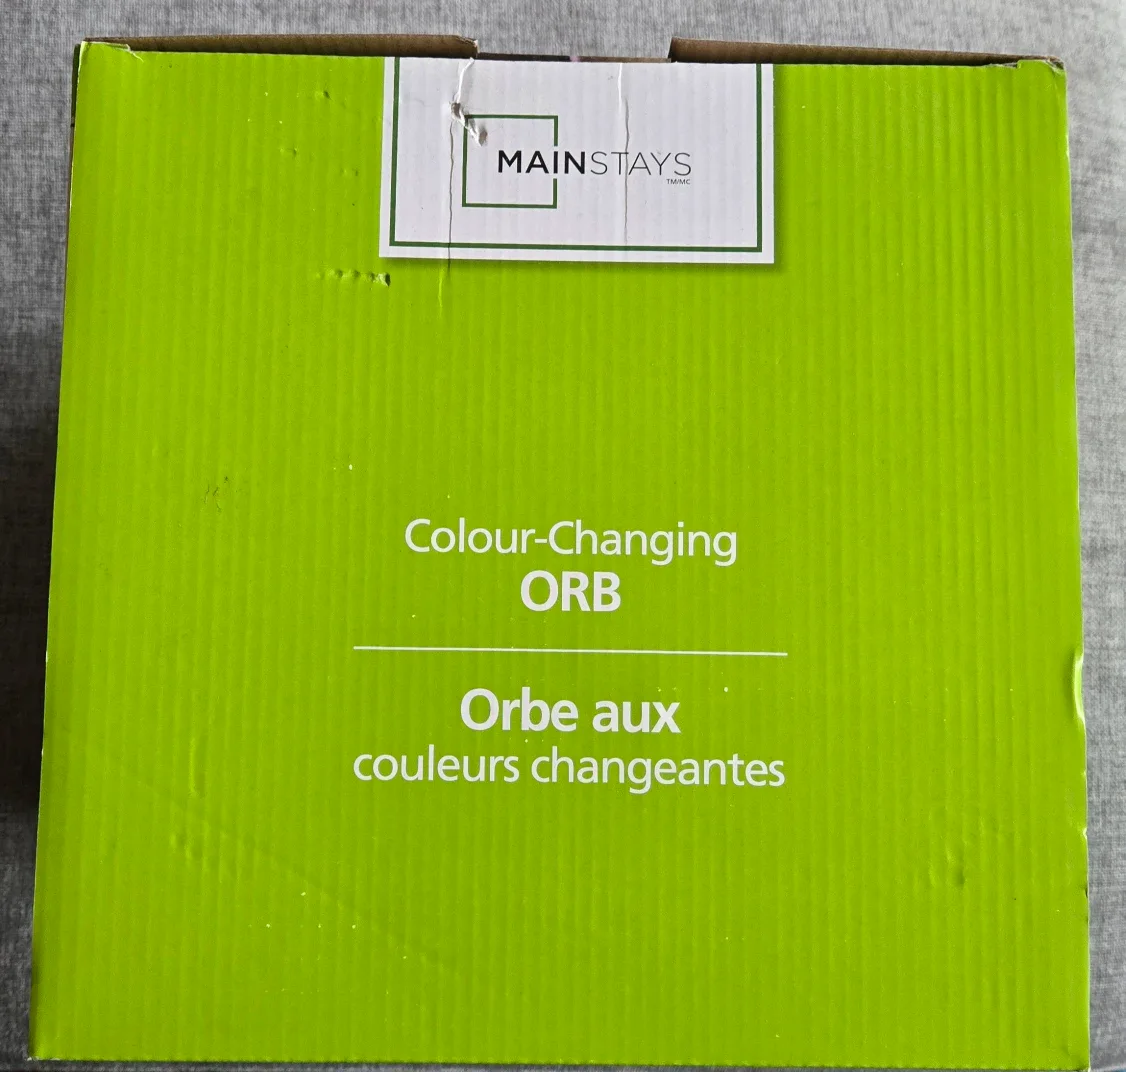 MAINSTAYS
TM/MC
Colour-Changing
ORB
Orbe aux
couleurs changeantes